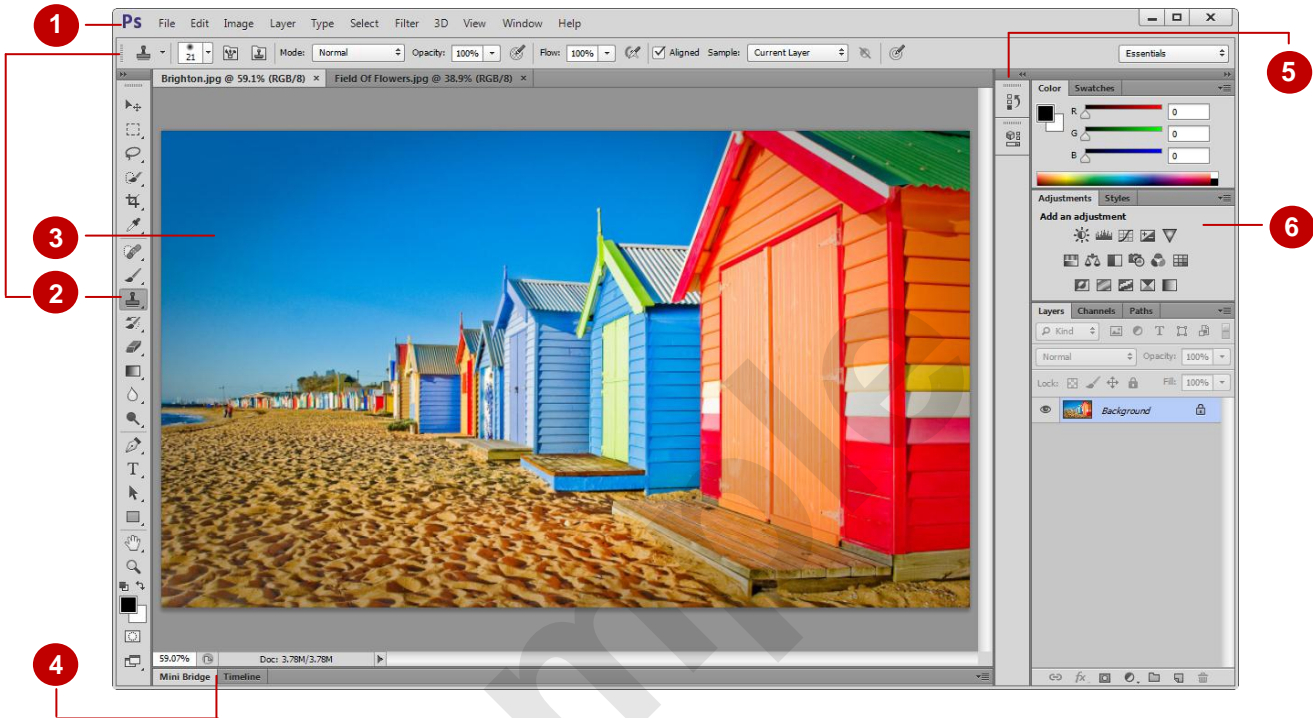 1
Ps File Edit Image Layer Type Select Filter 3D View Window Help
21 Mode: Normal Opacity: 100% Flow: 100% Aligned Sample: Current Layer Essentials
5
Brighton.jpg @ 59.1% (RGB/8) × Field Of Flowers.jpg @ 38.9% (RGB/8) ×
Color Swatches
R 0
G 0
B 0
Adjustments Styles
Add an adjustment
6
3
2
Layers Channels Paths
Kind T
Normal Opacity: 100%
Lock: Fill: 100%
Background
T
59.07% Doc: 3.78M/3.78M
4
Mini Bridge Timeline
fx
mple